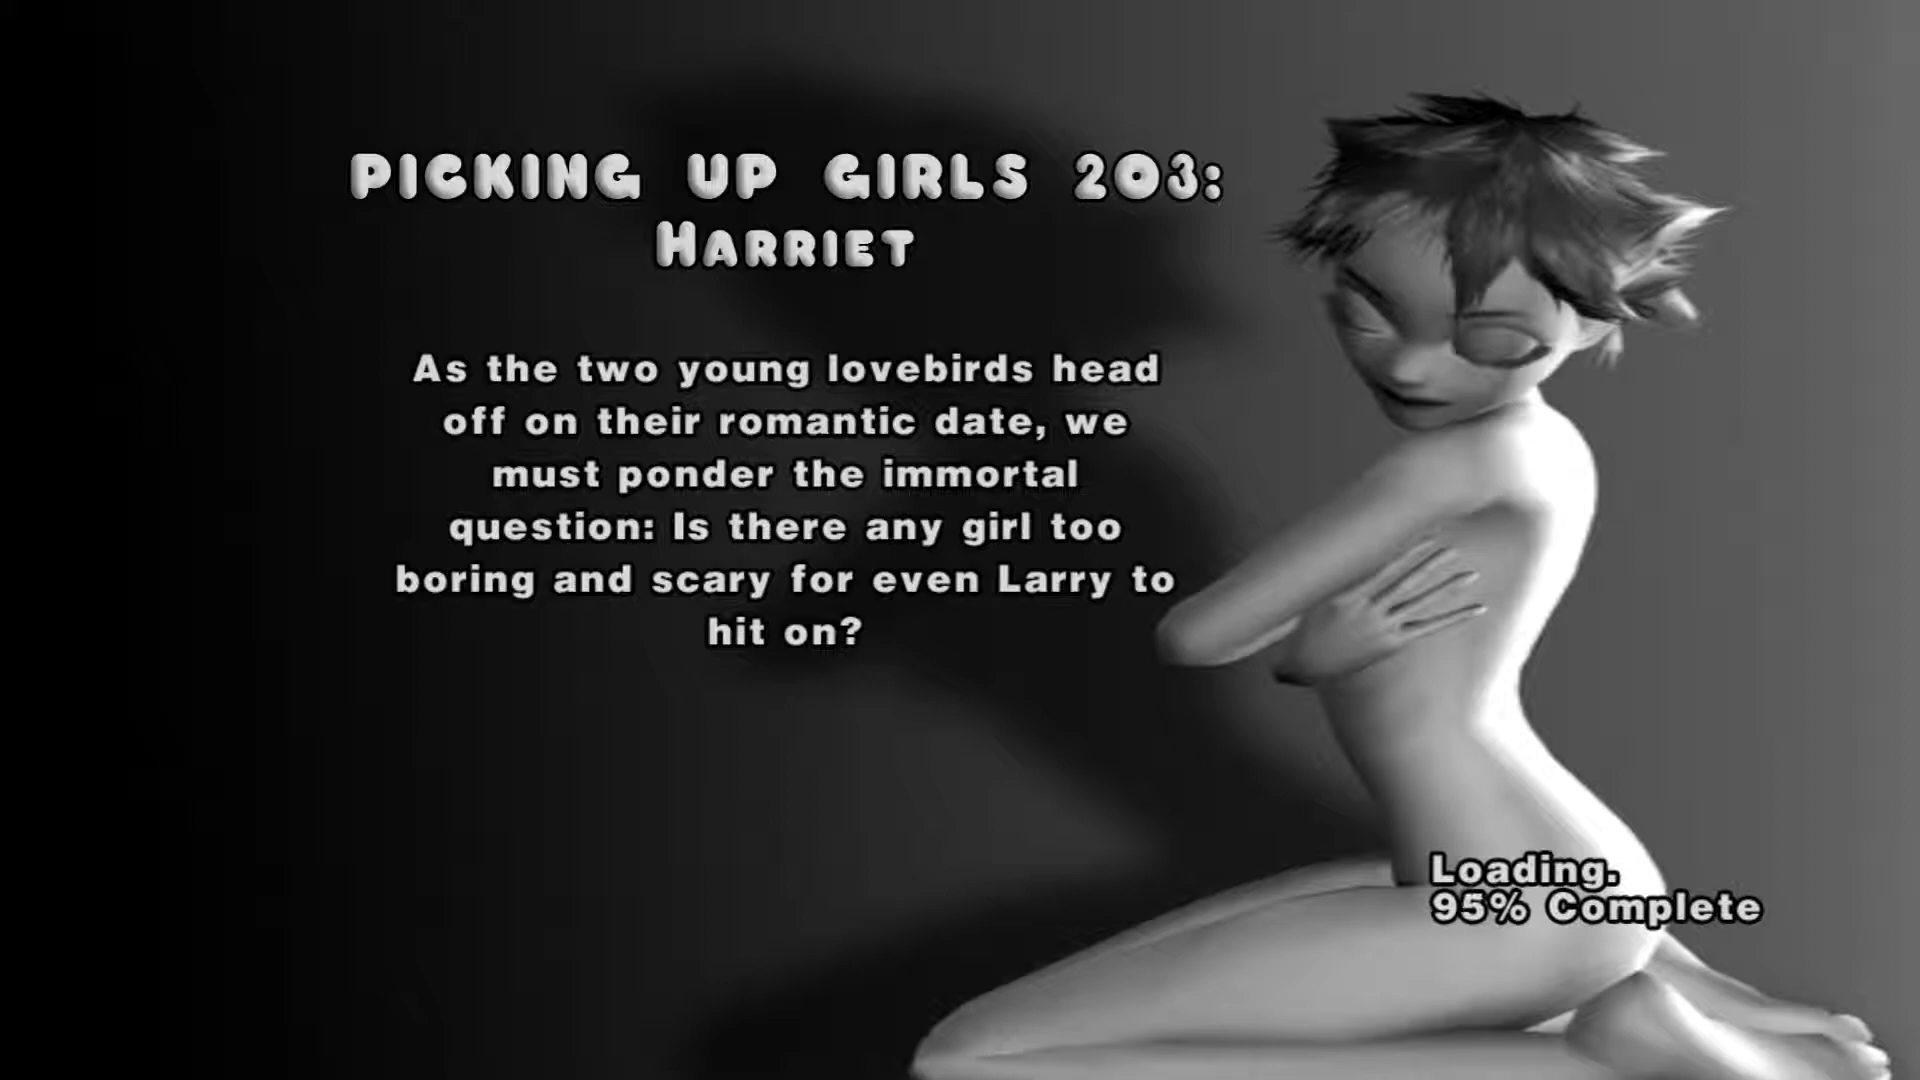 PICKING UP GIRLS 203:
HARRIET
As the two young lovebirds head
off on their romantic date, we
must ponder the immortal
question: Is there any girl too
boring and scary for even Larry to
hit on?
Loading.
95% Complete